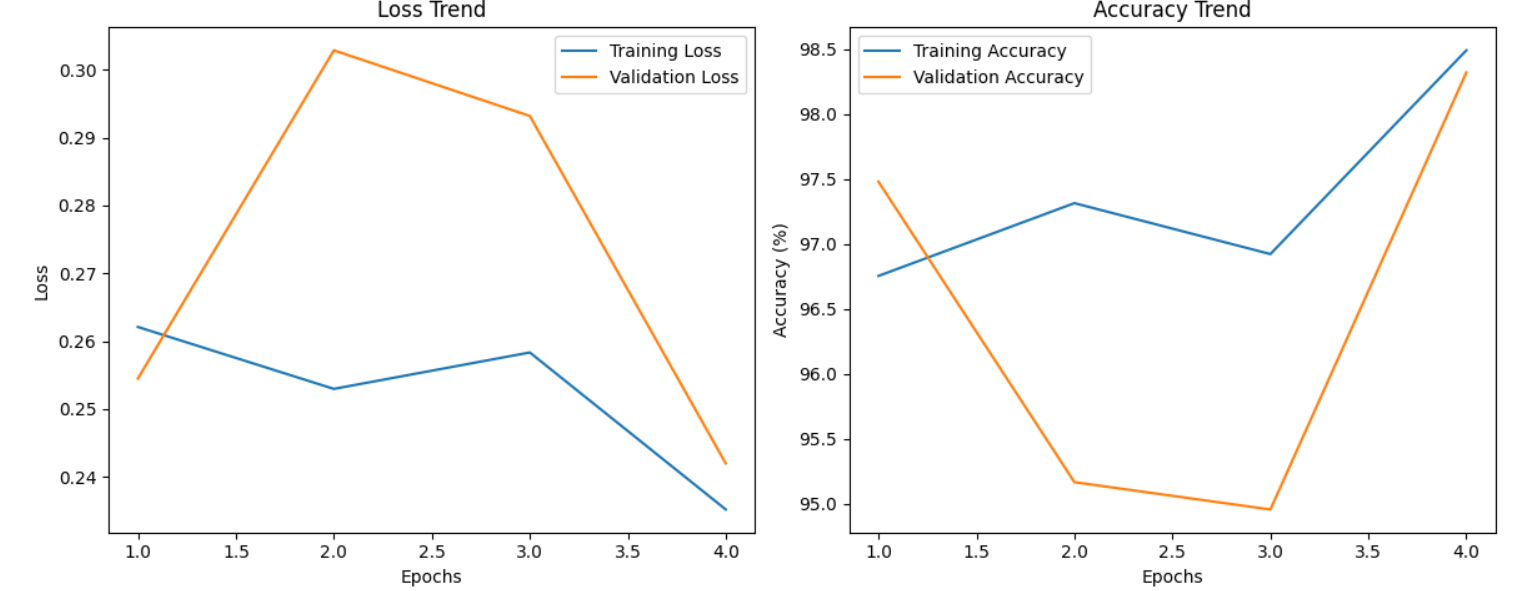 Loss Trend
Training Loss
Validation Loss
0.30
0.29
0.28
0.27
0.26
0.25
0.24
Loss
1.0 1.5 2.0 2.5 3.0 3.5 4.0
Epochs
Accuracy Trend
Training Accuracy
Validation Accuracy
98.5
98.0
97.5
97.0
96.5
96.0
95.5
95.0
Accuracy (%)
1.0 1.5 2.0 2.5 3.0 3.5 4.0
Epochs